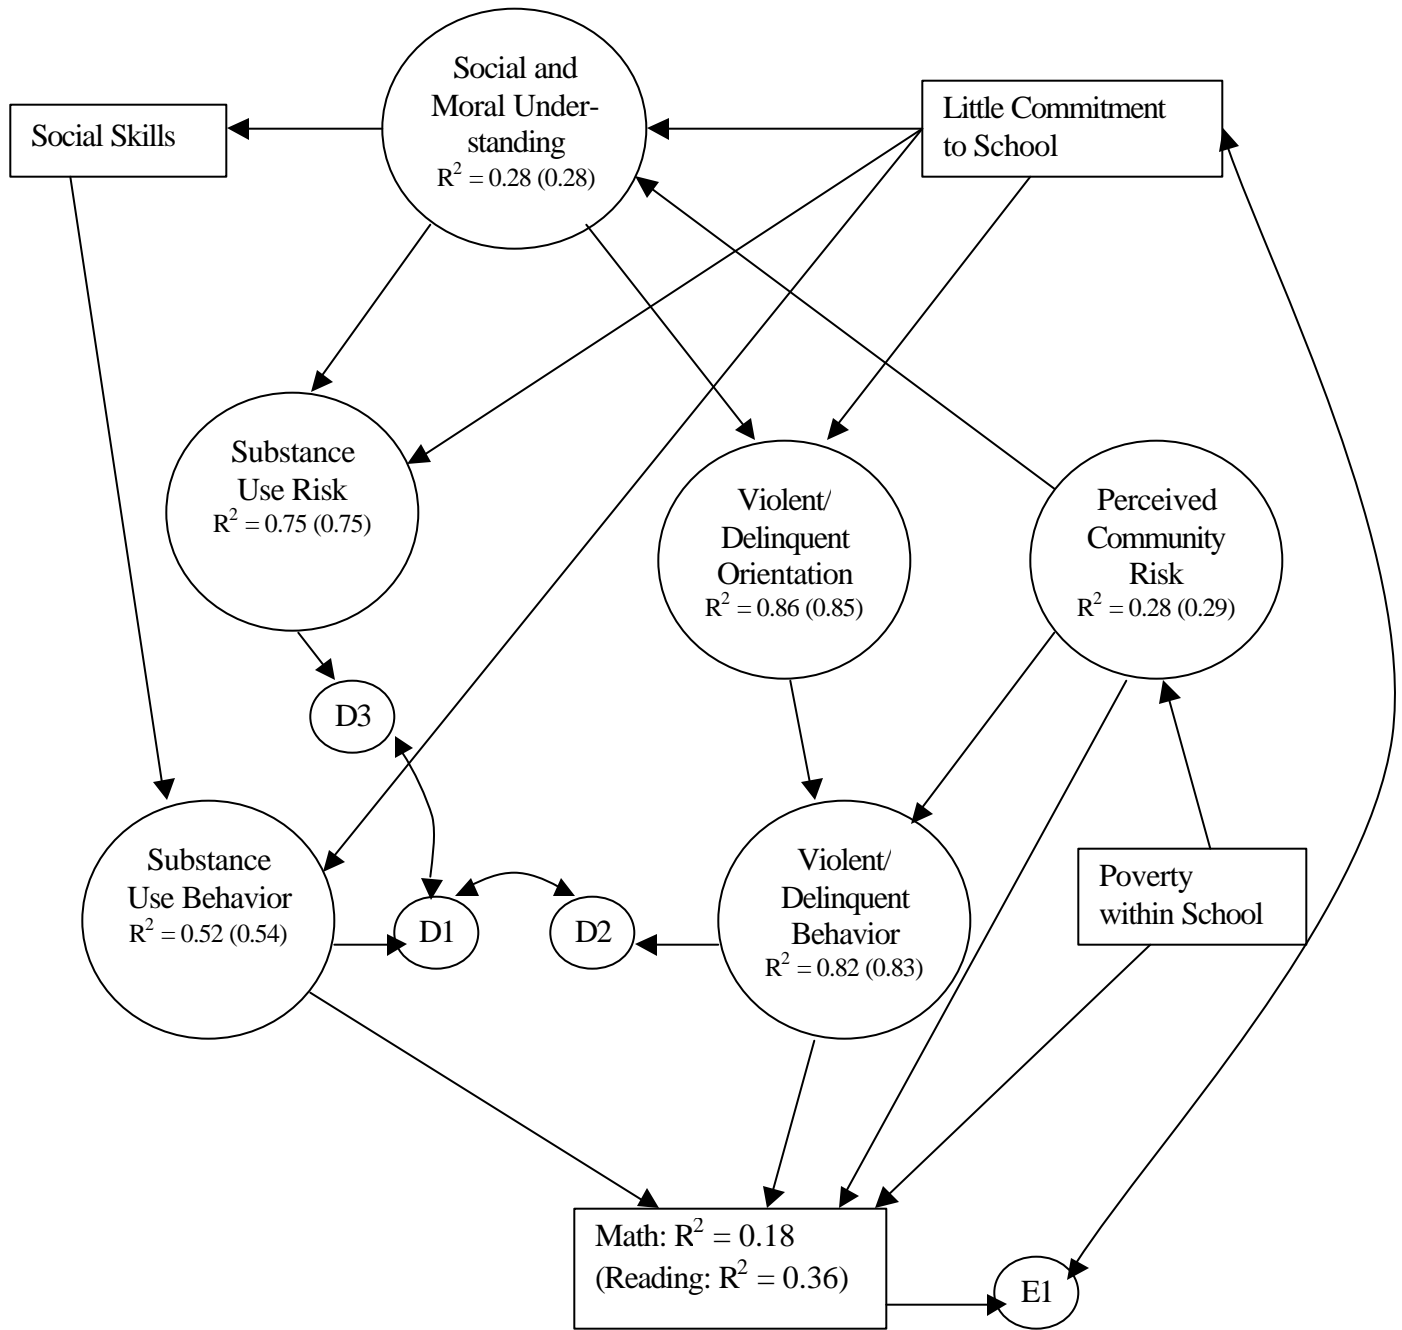 Social and
Moral Under-
standing
R² = 0.28 (0.28)
Little Commitment
to School
Social Skills
Substance
Use Risk
R² = 0.75 (0.75)
Violent/
Delinquent
Orientation
R² = 0.86 (0.85)
Perceived
Community
Risk
R² = 0.28 (0.29)
D3
Substance
Use Behavior
R² = 0.52 (0.54)
D1
D2
Violent/
Delinquent
Behavior
R² = 0.82 (0.83)
Poverty
within School
Math: R² = 0.18
(Reading: R² = 0.36)
E1